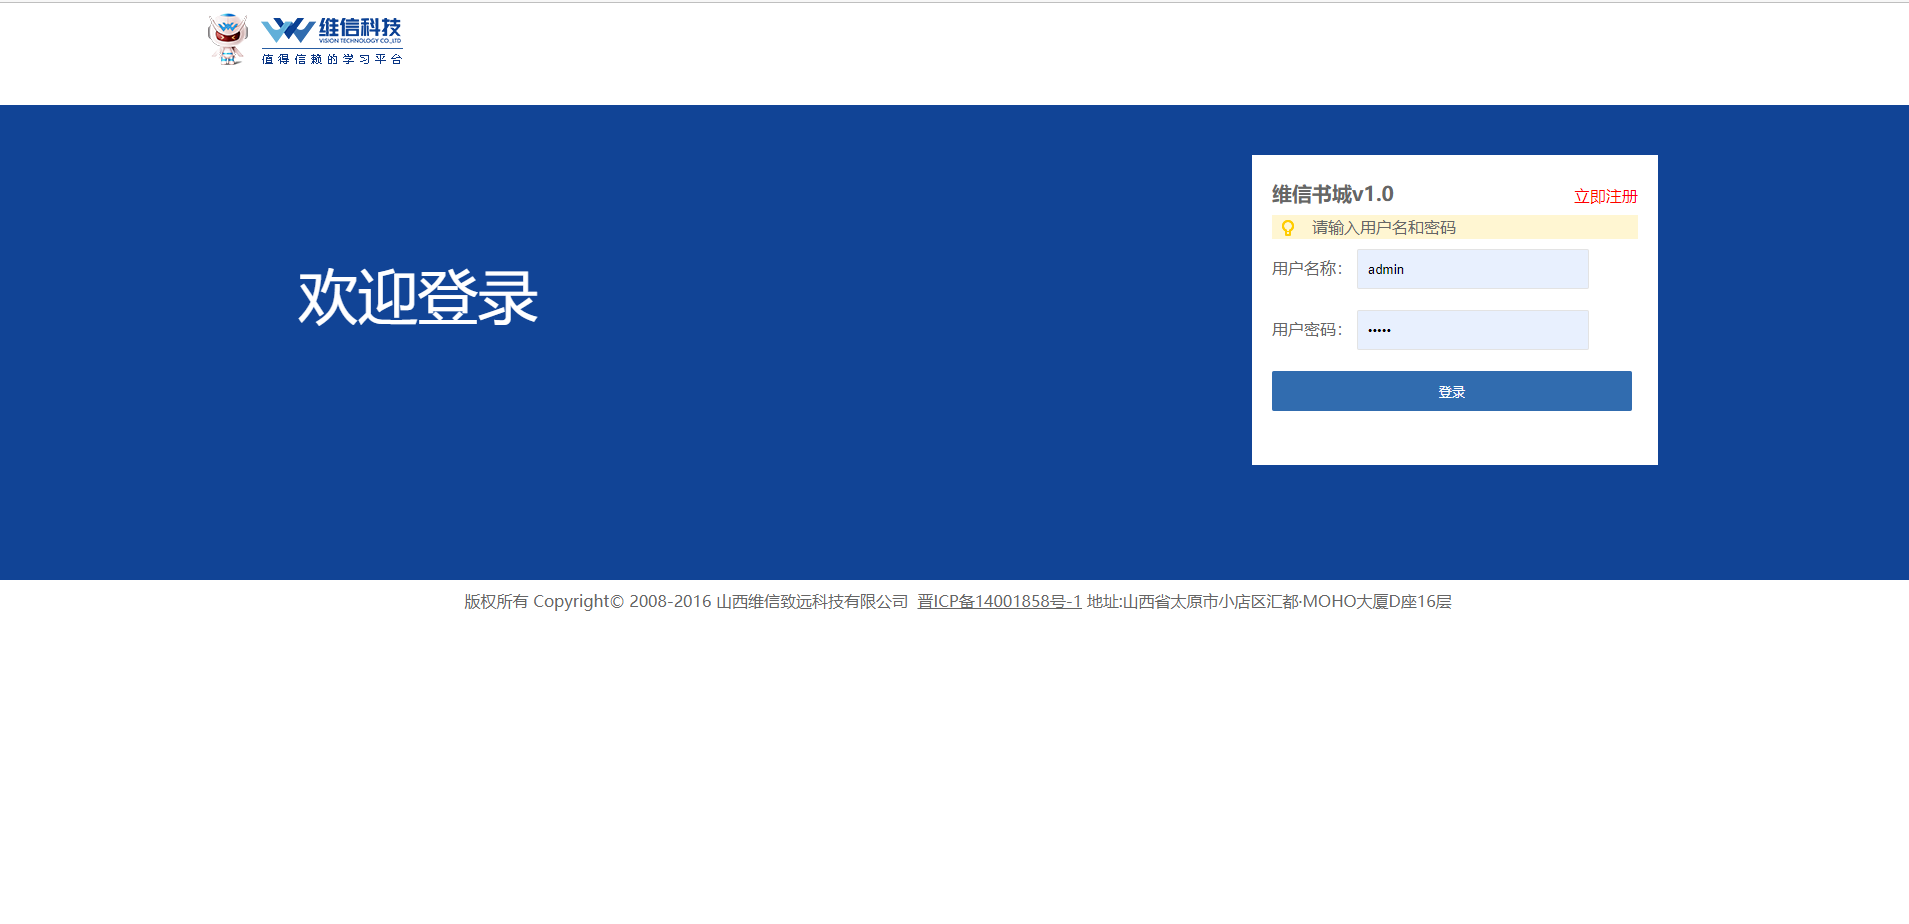 维信科技
VISION TECHNOLOGY CO.,LTD
值得信赖的学习平台
欢迎登录
维信书城v1.0
立即注册
请输入用户名和密码
用户名称：
admin
用户密码：
•••••
登录
版权所有 Copyright© 2008-2016 山西维信致远科技有限公司 晋ICP备14001858号-1 地址:山西省太原市小店区汇都·MOHO大厦D座16层